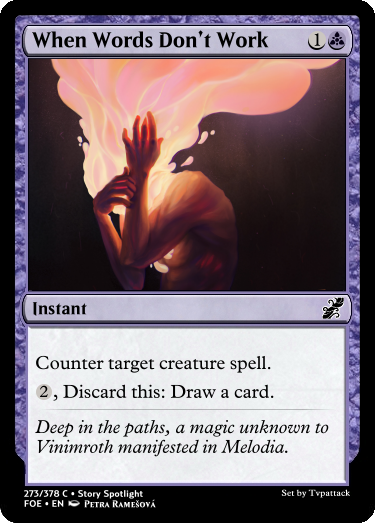 When Words Don't Work 1
Instant
Counter target creature spell.
2, Discard this: Draw a card.
Deep in the paths, a magic unknown to
Vinimroth manifested in Melodia.
273/378 C • Story Spotlight
Set by Tvpattack
FOE • EN Petra Ramešová